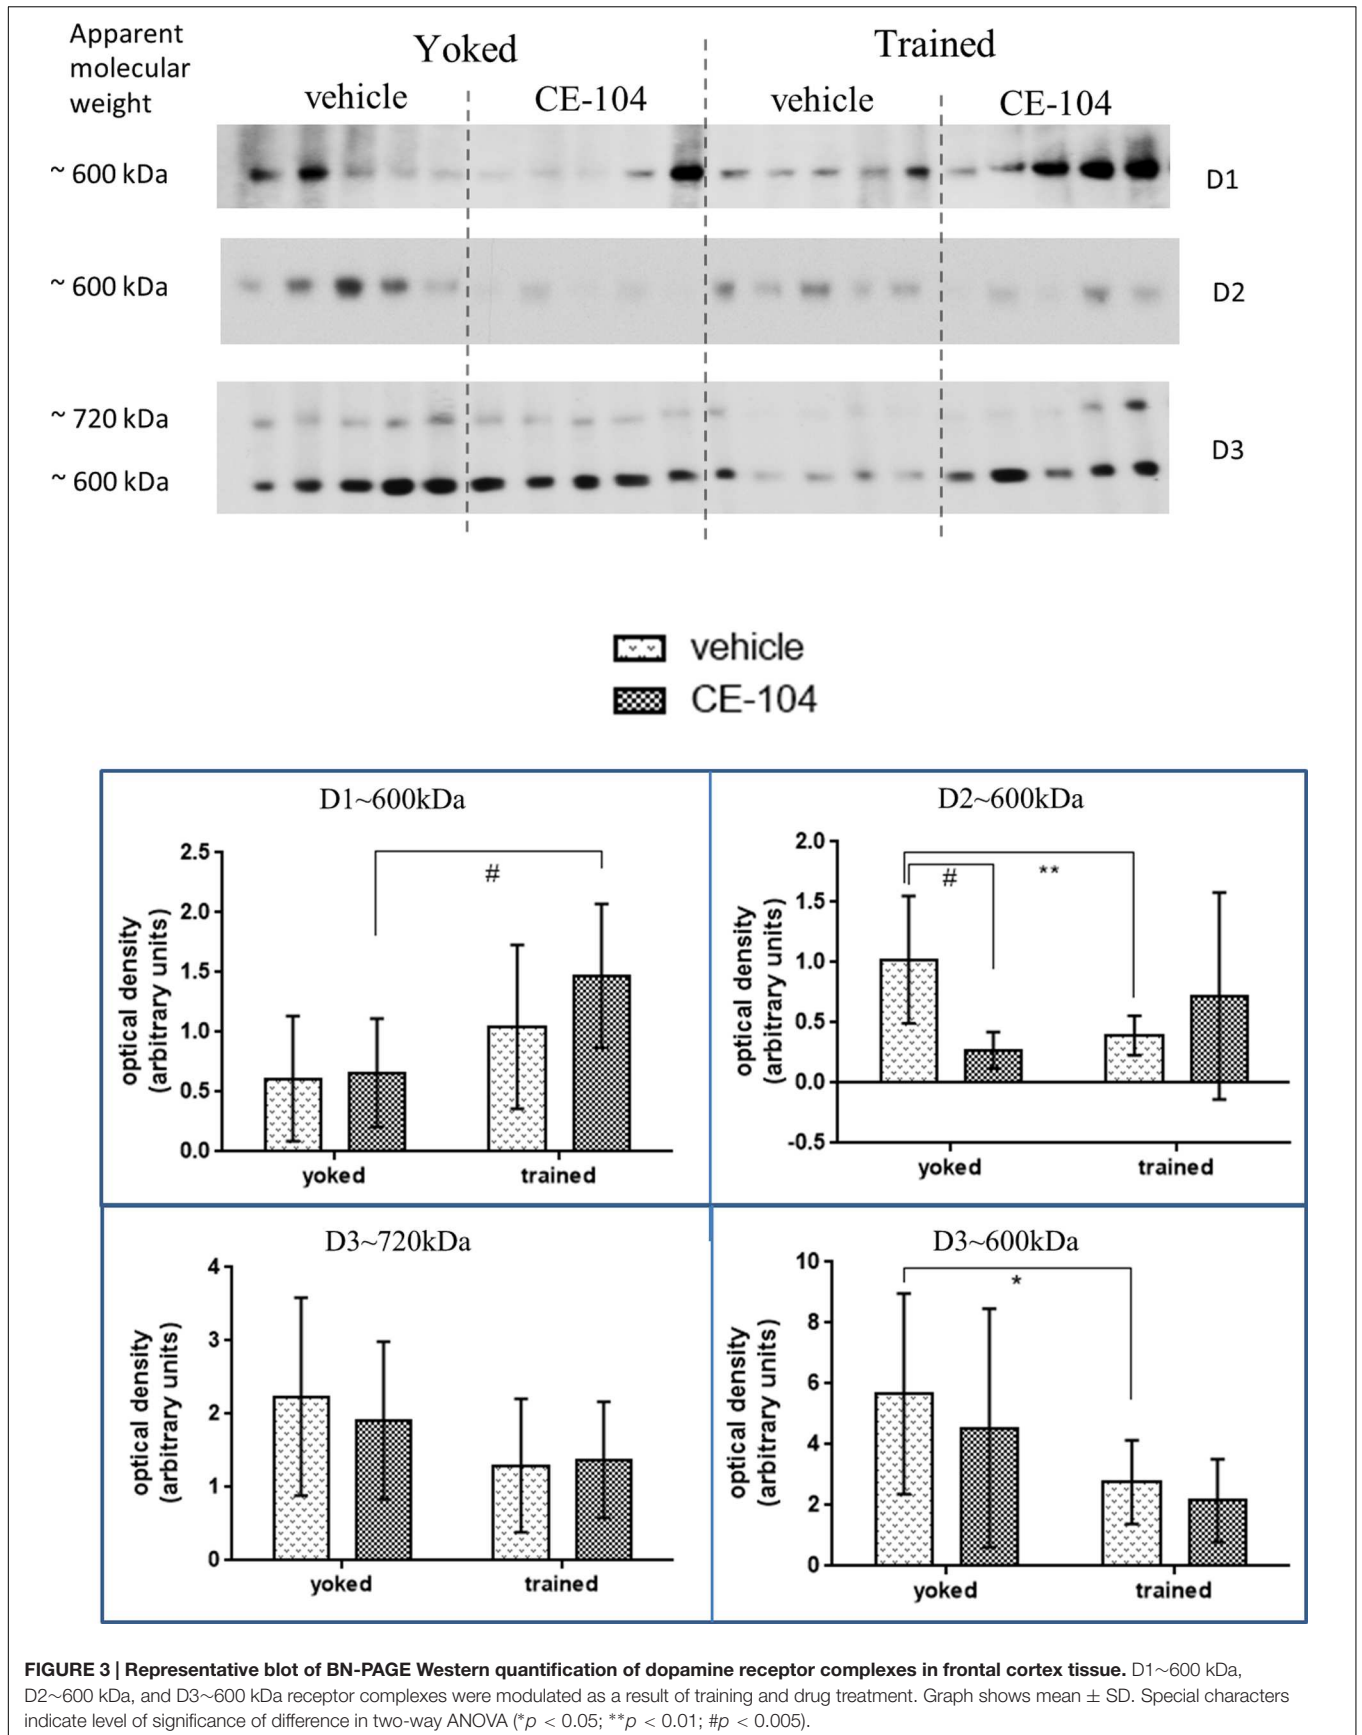 Apparent
molecular
weight
Yoked
Trained
vehicle
CE-104
vehicle
CE-104
~ 600 kDa
D1
~ 600 kDa
D2
~ 720 kDa
D3
~ 600 kDa
vehicle
CE-104
D1~600kDa
optical density
(arbitrary units)
2.5
2.0
1.5
1.0
0.5
0.0
#
yoked
trained
D2~600kDa
optical density
(arbitrary units)
2.0
1.5
1.0
0.5
0.0
-0.5
#
**
yoked
trained
D3~720kDa
optical density
(arbitrary units)
4
3
2
1
0
yoked
trained
D3~600kDa
optical density
(arbitrary units)
10
8
6
4
2
0
*
yoked
trained
FIGURE 3 | Representative blot of BN-PAGE Western quantification of dopamine receptor complexes in frontal cortex tissue. D1~600 kDa,
D2~600 kDa, and D3~600 kDa receptor complexes were modulated as a result of training and drug treatment. Graph shows mean ± SD. Special characters
indicate level of significance of difference in two-way ANOVA (*p < 0.05; **p < 0.01; #p < 0.005).